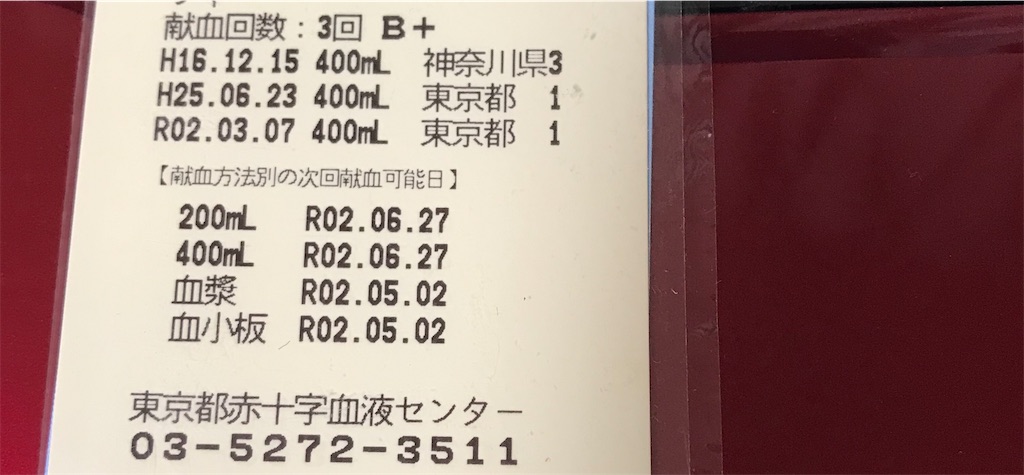 献血回数：3回 B+
H16.12.15 400mL 神奈川県3
H25.06.23 400mL 東京都 1
R02.03.07 400mL 東京都 1
【献血方法別の次回献血可能日】
200mL R02.06.27
400mL R02.06.27
血漿 R02.05.02
血小板 R02.05.02
東京都赤十字血液センター
03-5272-3511